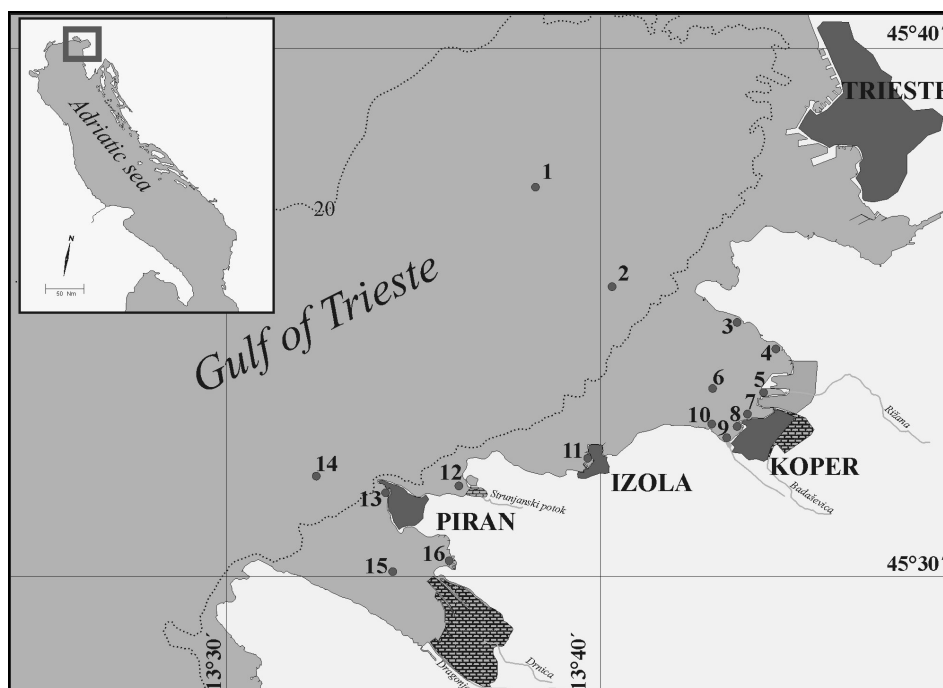 45°40´
TRIESTE
Adriatic sea
N
50 Nm
20
1
2
Gulf of Trieste
3
4
5
6
7
8
9
10
Rižana
KOPER
Badaševica
11
IZOLA
12
Strunjanski potok
13
PIRAN
14
15
16
45°30´
13°30´
13°40´
Drnica
Dragonja